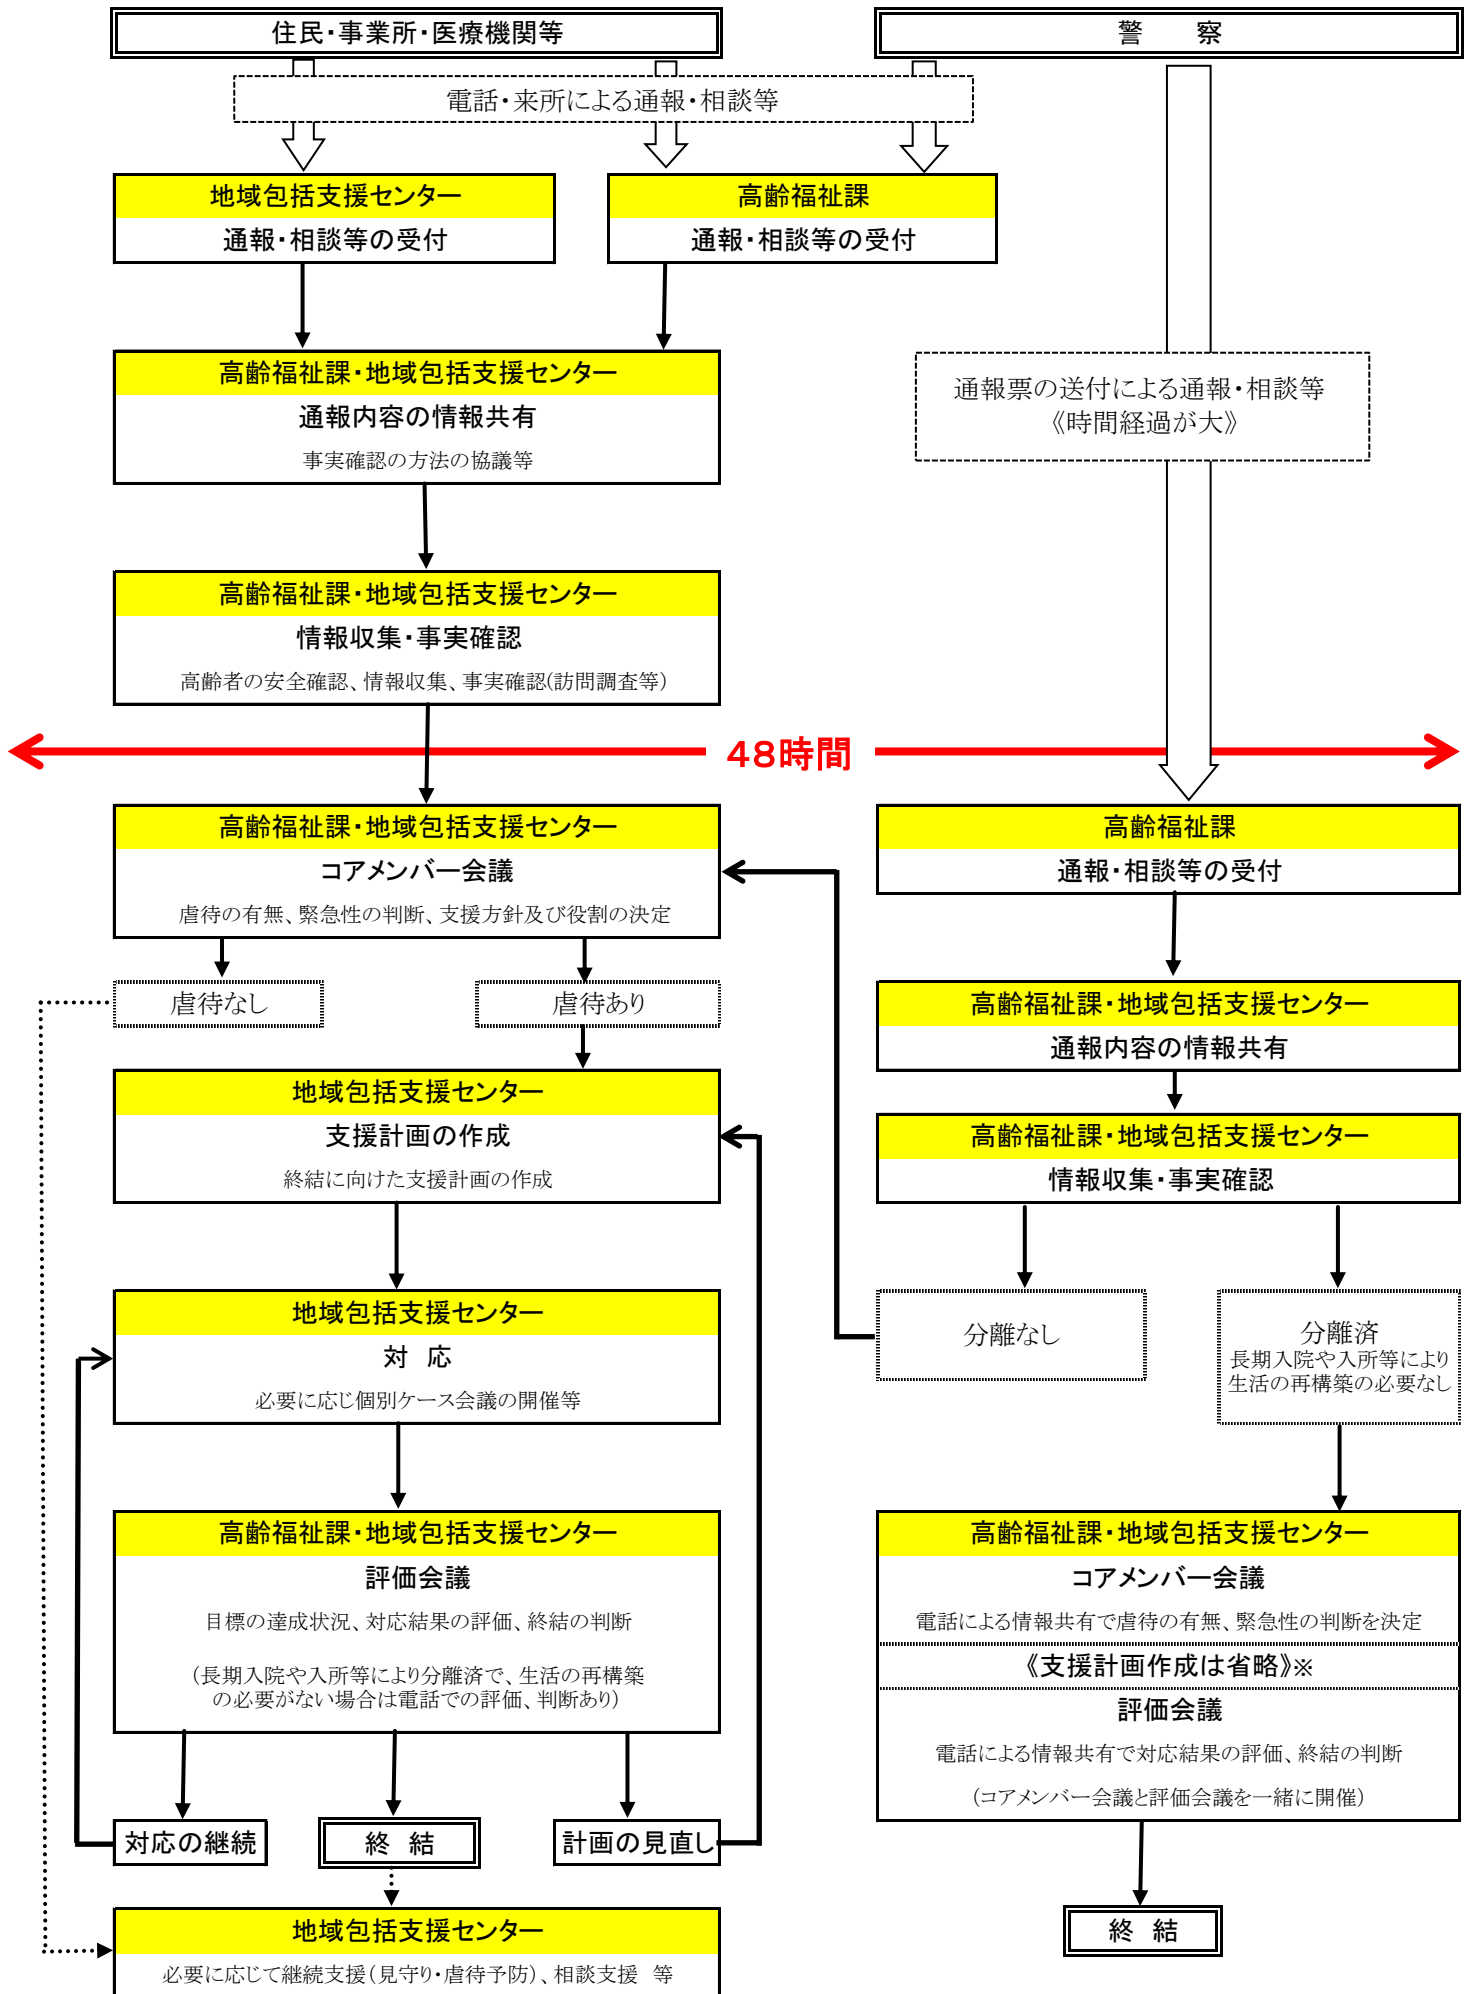 住民・事業所・医療機関等
警　察
電話・来所による通報・相談等
地域包括支援センター
通報・相談等の受付
高齢福祉課
通報・相談等の受付
高齢福祉課・地域包括支援センター
通報内容の情報共有
事実確認の方法の協議等
通報票の送付による通報・相談等
《時間経過が大》
高齢福祉課・地域包括支援センター
情報収集・事実確認
高齢者の安全確認、情報収集、事実確認(訪問調査等)
48時間
高齢福祉課・地域包括支援センター
コアメンバー会議
虐待の有無、緊急性の判断、支援方針及び役割の決定
虐待なし
虐待あり
地域包括支援センター
支援計画の作成
終結に向けた支援計画の作成
地域包括支援センター
対　応
必要に応じ個別ケース会議の開催等
高齢福祉課・地域包括支援センター
評価会議
目標の達成状況、対応結果の評価、終結の判断
(長期入院や入所等により分離済で、生活の再構築
の必要がない場合は電話での評価、判断あり)
対応の継続
終　結
計画の見直し
地域包括支援センター
必要に応じて継続支援(見守り・虐待予防)、相談支援　等
高齢福祉課
通報・相談等の受付
高齢福祉課・地域包括支援センター
通報内容の情報共有
高齢福祉課・地域包括支援センター
情報収集・事実確認
分離なし
分離済
長期入院や入所等により
生活の再構築の必要なし
高齢福祉課・地域包括支援センター
コアメンバー会議
電話による情報共有で虐待の有無、緊急性の判断を決定
《支援計画作成は省略》※
評価会議
電話による情報共有で対応結果の評価、終結の判断
(コアメンバー会議と評価会議を一緒に開催)
終　結